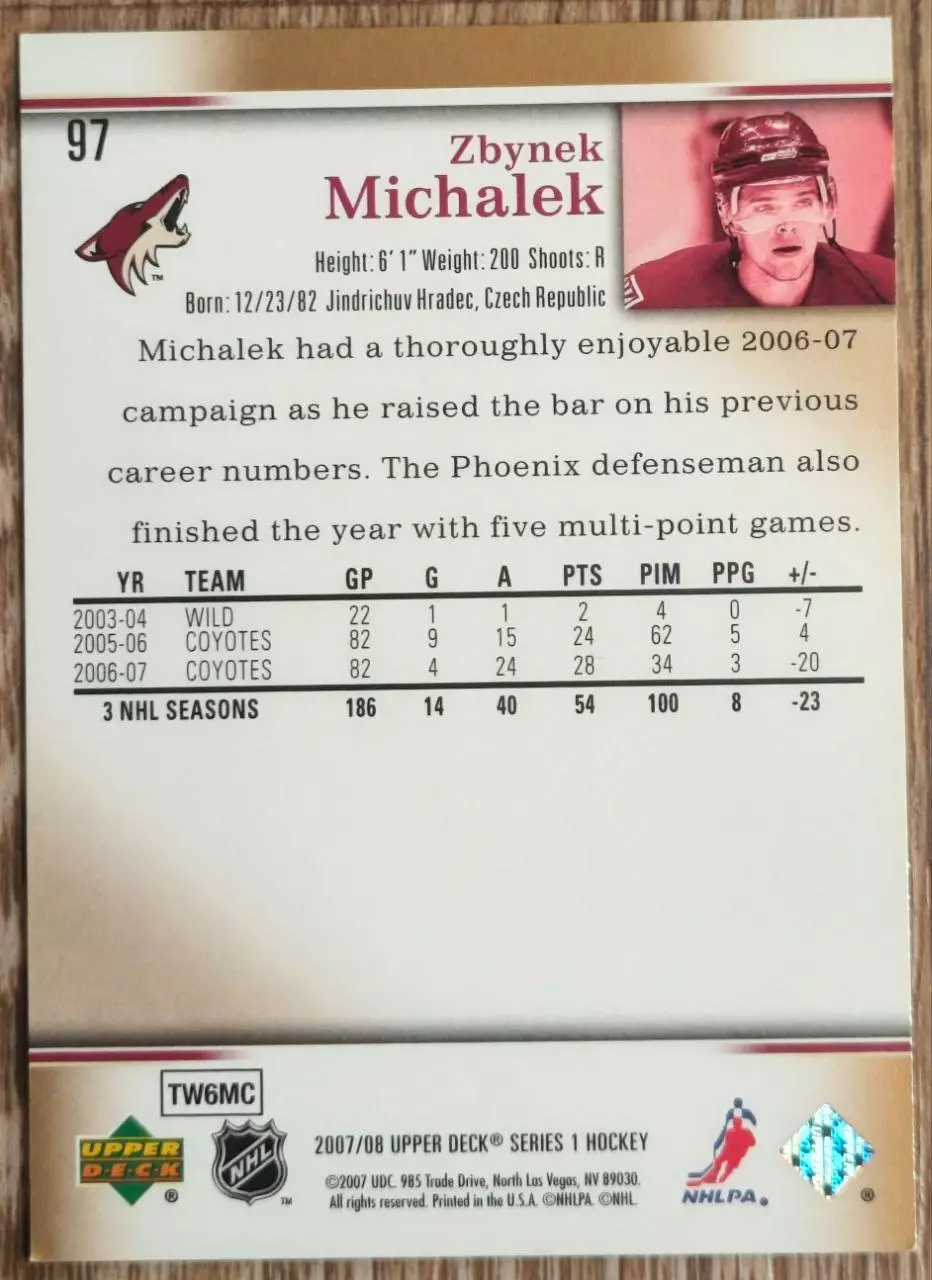 97
Zbynek
Michalek
Height: 6' 1" Weight: 200 Shoots: R
Born: 12/23/82 Jindrichuv Hradec, Czech Republic
Michalek had a thoroughly enjoyable 2006-07
campaign as he raised the bar on his previous
career numbers. The Phoenix defenseman also
finished the year with five multi-point games.
YR TEAM GP G A PTS PIM PPG +/-
2003-04 WILD 22 1 1 2 4 0 -7
2005-06 COYOTES 82 9 15 24 62 5 4
2006-07 COYOTES 82 4 24 28 34 3 -20
3 NHL SEASONS 186 14 40 54 100 8 -23
TW6MC
UPPER
D·E·C·K ®
NHL ™
2007/08 UPPER DECK® SERIES 1 HOCKEY
©2007 UDC. 985 Trade Drive, North Las Vegas, NV 89030.
All rights reserved. Printed in the U.S.A. ©NHLPA. ©NHL.
NHLPA®
®
™